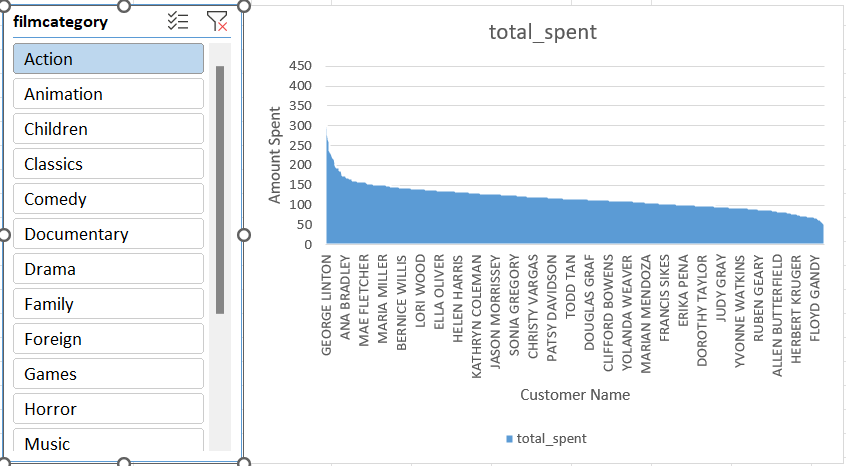 filmcategory
Action
Animation
Children
Classics
Comedy
Documentary
Drama
Family
Foreign
Games
Horror
Music
total_spent
Amount Spent
450
400
350
300
250
200
150
100
50
0
GEORGE LINTON
ANA BRADLEY
MAE FLETCHER
MARIA MILLER
BERNICE WILLIS
LORI WOOD
ELLA OLIVER
HELEN HARRIS
KATHRYN COLEMAN
JASON MORRISSEY
SONIA GREGORY
CHRISTY VARGAS
PATSY DAVIDSON
TODD TAN
DOUGLAS GRAF
CLIFFORD BOWENS
YOLANDA WEAVER
MARIAN MENDOZA
FRANCIS SIKES
ERIKA PENA
DOROTHY TAYLOR
JUDY GRAY
YVONNE WATKINS
RUBEN GEARY
ALLEN BUTTERFIELD
HERBERT KRUGER
FLOYD GANDY
Customer Name
total_spent